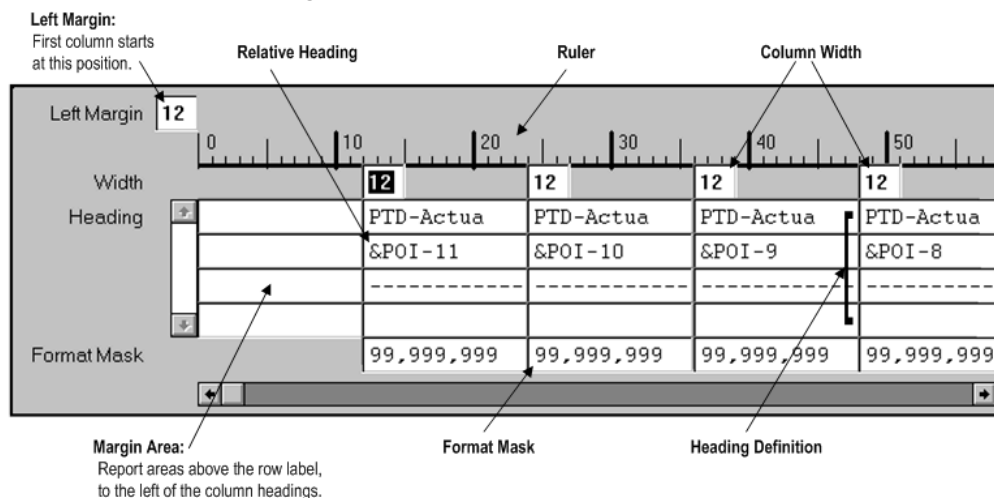 Left Margin:
First column starts
at this position.
Relative Heading
Ruler
Column Width
Left Margin 12
0 10 20 30 40 50
Width 12 12 12 12
Heading PTD-Actua PTD-Actua PTD-Actua PTD-Actua
&POI-11 &POI-10 &POI-9 &POI-8
------------ ------------ ------------ ----------
Format Mask 99,999,999 99,999,999 99,999,999 99,999,999
Margin Area:
Report areas above the row label,
to the left of the column headings.
Format Mask
Heading Definition